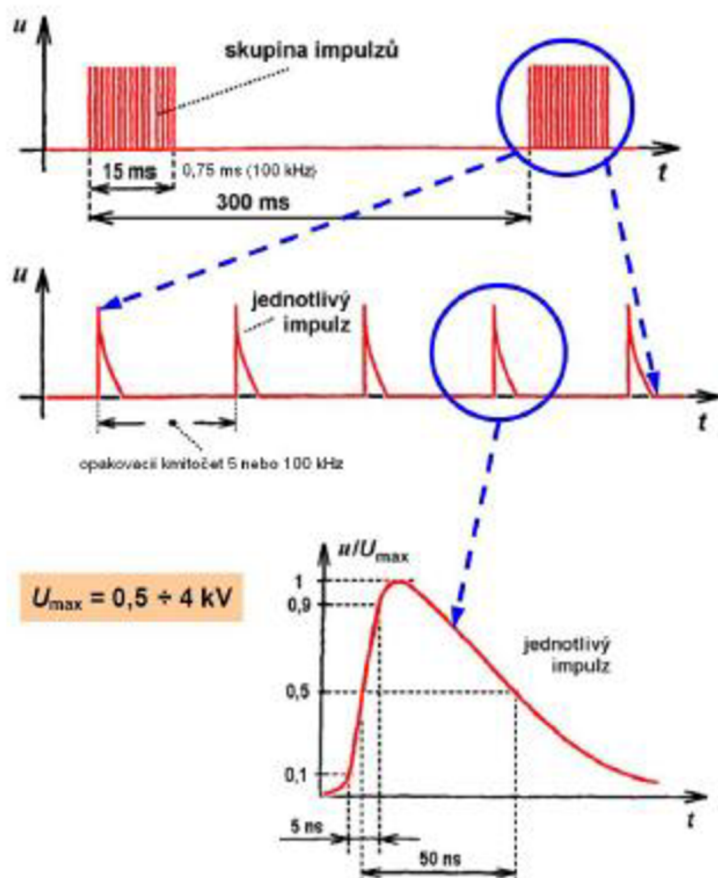 u
skupina impulzů
15 ms
0,75 ms (100 kHz)
t
300 ms
u
jednotlivý
impulz
t
opakovací kmitočet 5 nebo 100 kHz
u/Umax
Umax = 0,5 ÷ 4 kV
1
0,9
jednotlivý
impulz
0,5
0,1
t
5 ns
50 ns